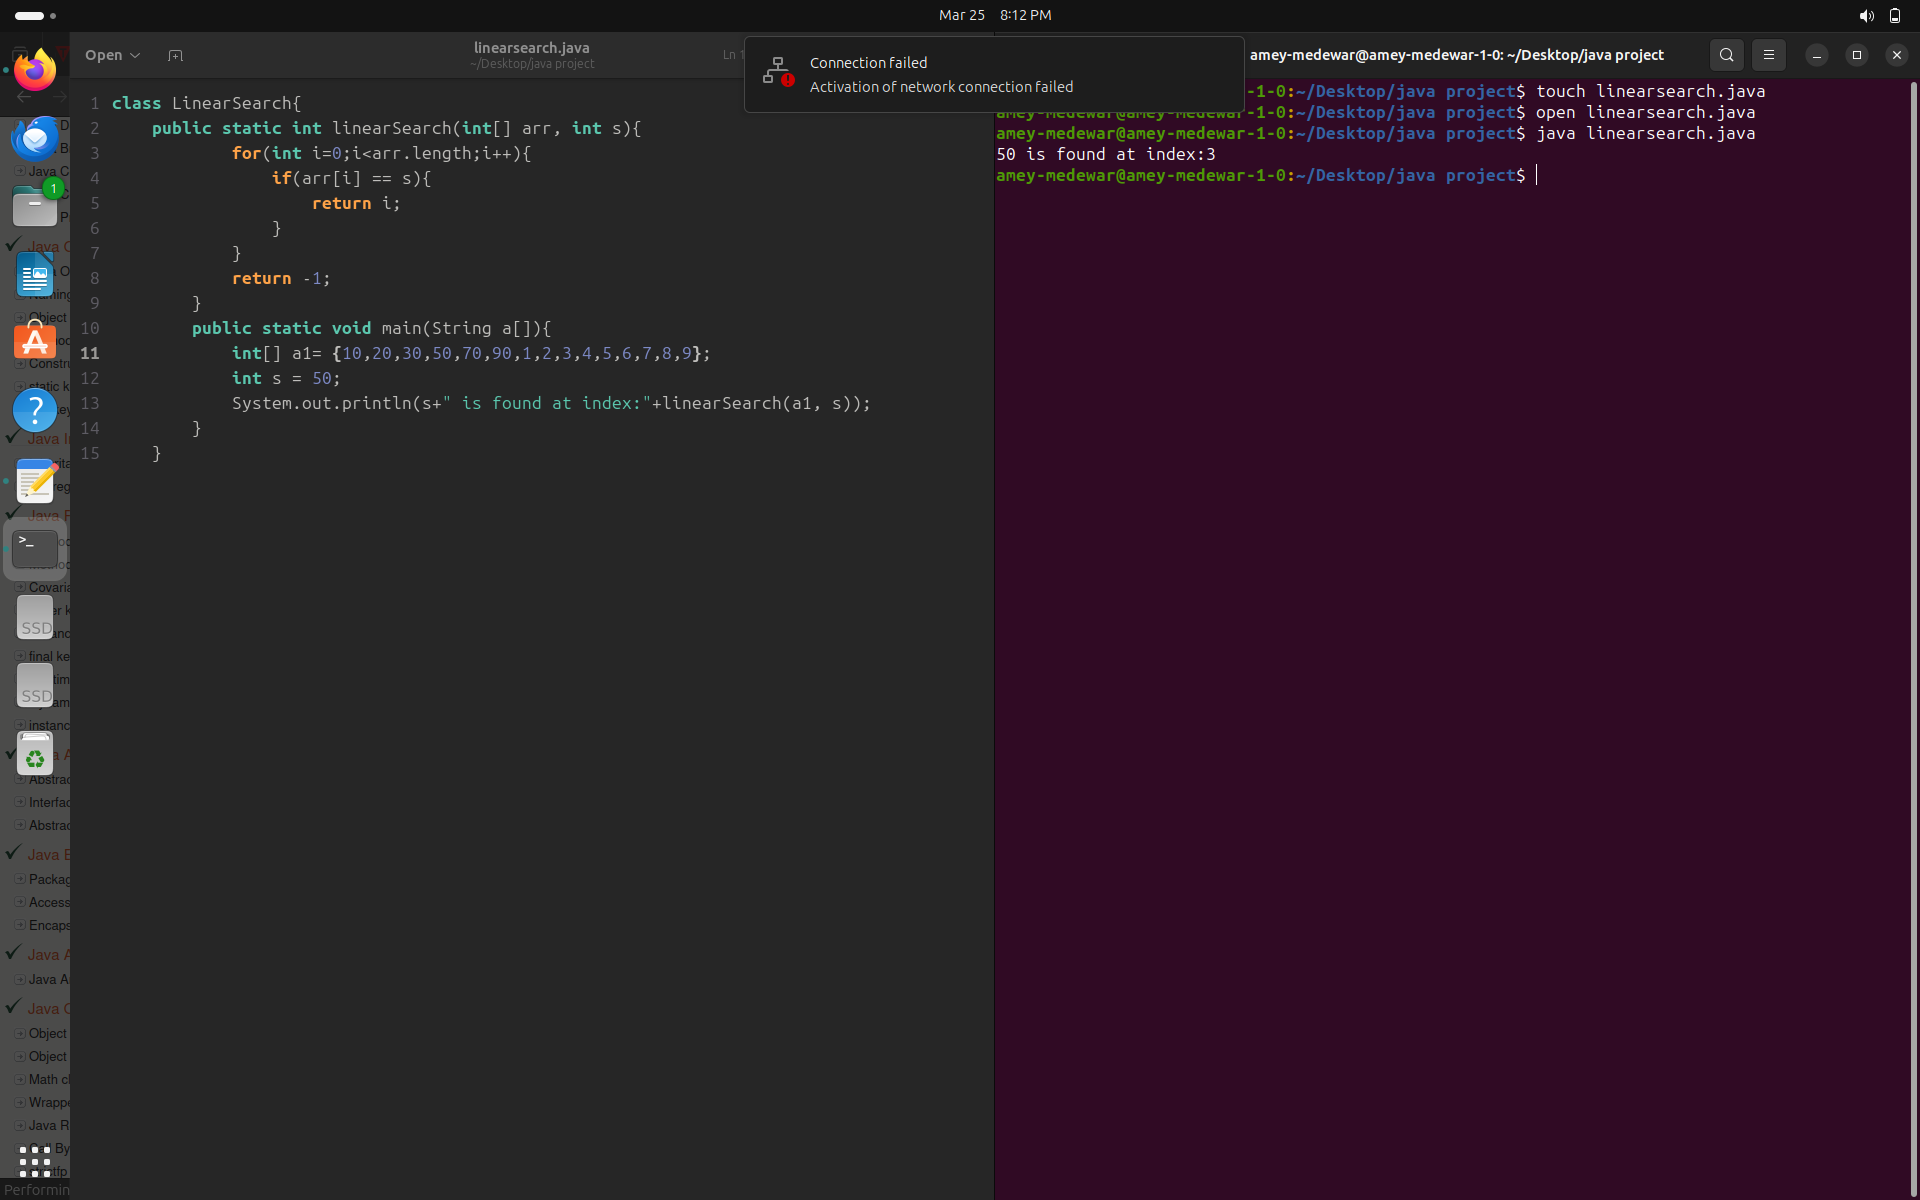 Mar 25 8:12 PM
Open
linearsearch.java
~/Desktop/java project
Ln 1
Connection failed
Activation of network connection failed
amey-medewar@amey-medewar-1-0: ~/Desktop/java project
1 class LinearSearch{
2     public static int linearSearch(int[] arr, int s){
3             for(int i=0;i<arr.length;i++){
4                 if(arr[i] == s){
5                     return i;
6                 }
7             }
8             return -1;
9         }
10         public static void main(String a[]){
11             int[] a1= {10,20,30,50,70,90,1,2,3,4,5,6,7,8,9};
12             int s = 50;
13             System.out.println(s+" is found at index:"+linearSearch(a1, s));
14         }
15     }
-1-0:~/Desktop/java project$ touch linearsearch.java
amey-medewar@amey-medewar-1-0:~/Desktop/java project$ open linearsearch.java
amey-medewar@amey-medewar-1-0:~/Desktop/java project$ java linearsearch.java
50 is found at index:3
amey-medewar@amey-medewar-1-0:~/Desktop/java project$
1
Java C
Object
Constru
static k
Java I
>_
Covaria
SSD
final ke
SSD
instanc
Abstrac
Interfac
Abstrac
Java E
Packag
Access
Encaps
Java A
Java A
Java O
Object
Object
Math cl
Wrappe
Java R
Call By
Performin